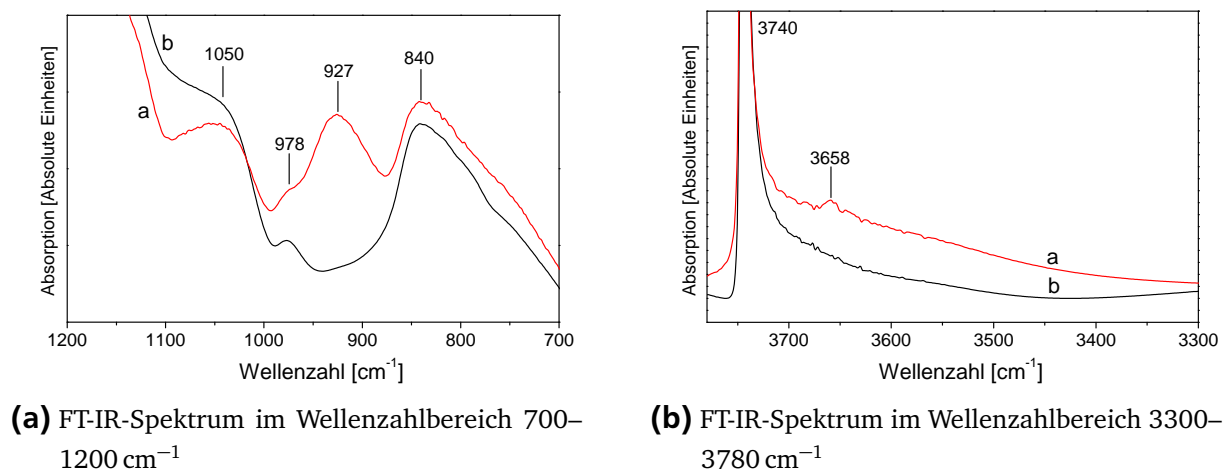 b
1050
927
840
a
978
Absorption [Absolute Einheiten]
1200 1100 1000 900 800 700
Wellenzahl [cm⁻¹]
(a) FT-IR-Spektrum im Wellenzahlbereich 700–
1200 cm⁻¹
3740
3658
a
b
Absorption [Absolute Einheiten]
3700 3600 3500 3400 3300
Wellenzahl [cm⁻¹]
(b) FT-IR-Spektrum im Wellenzahlbereich 3300–
3780 cm⁻¹